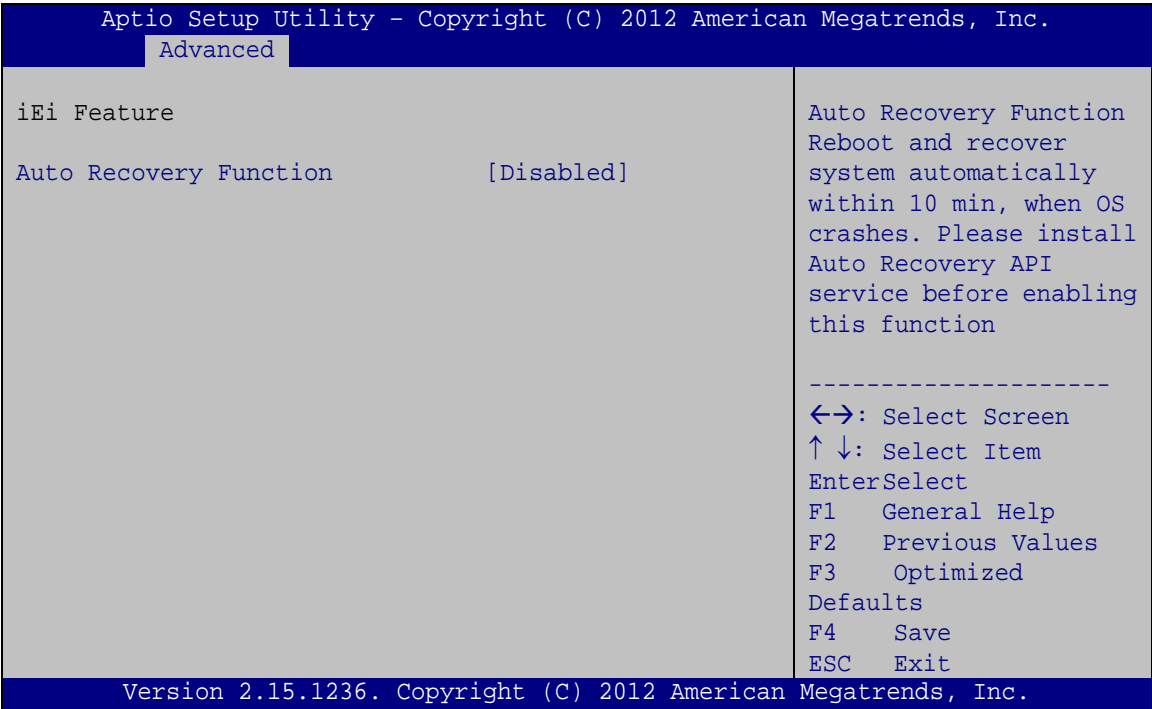 Aptio Setup Utility – Copyright (C) 2012 American Megatrends, Inc.
Advanced
iEi Feature
Auto Recovery Function [Disabled]
Auto Recovery Function
Reboot and recover
system automatically
within 10 min, when OS
crashes. Please install
Auto Recovery API
service before enabling
this function
---------------------
←→: Select Screen
↑ ↓: Select Item
EnterSelect
F1 General Help
F2 Previous Values
F3 Optimized
Defaults
F4 Save
ESC Exit
Version 2.15.1236. Copyright (C) 2012 American Megatrends, Inc.